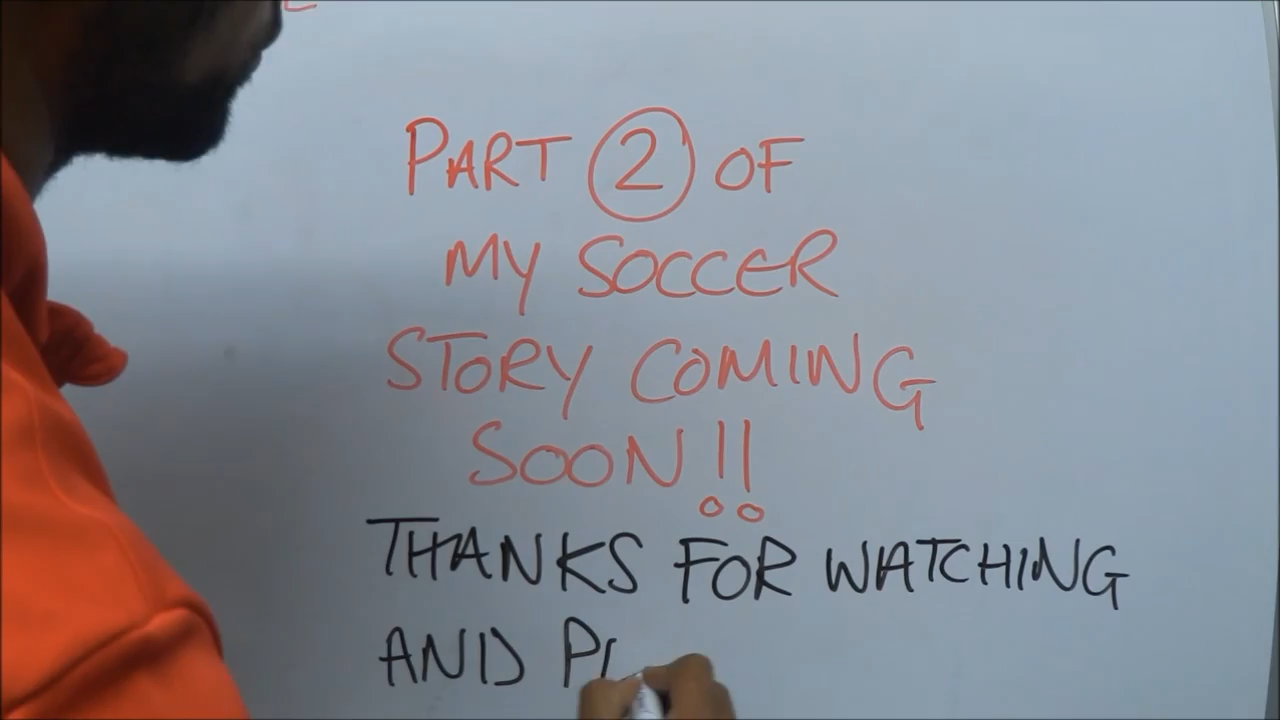 PART 2 OF
MY SOCCER
STORY COMING
SOON!!
THANKS FOR WATCHING
AND